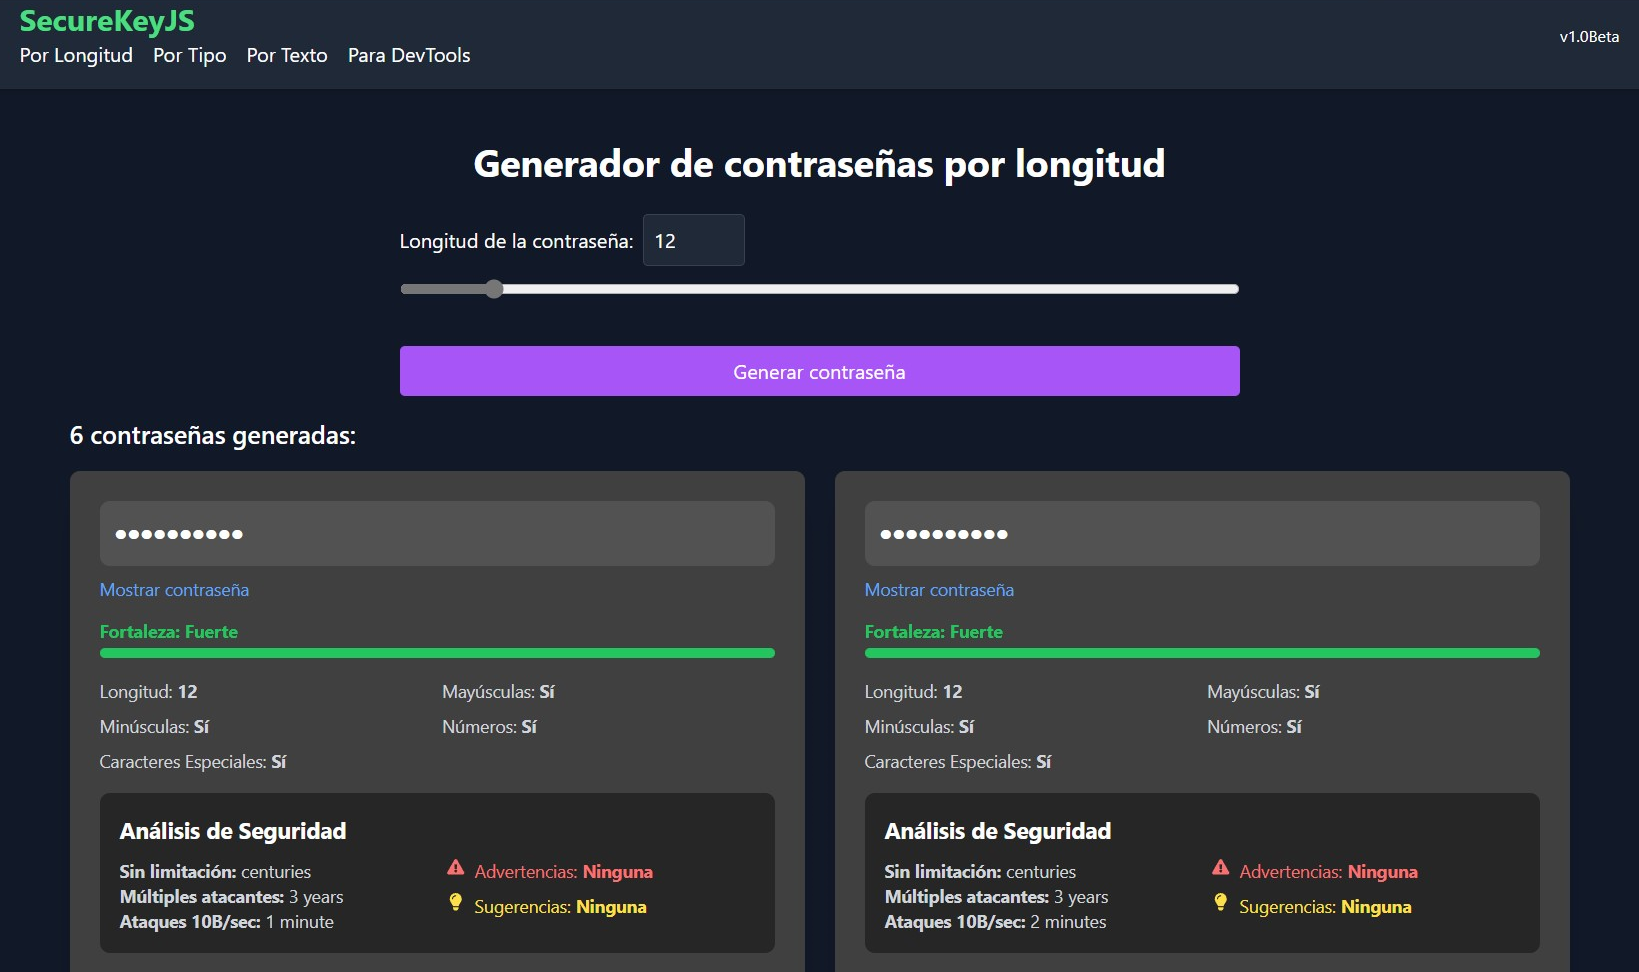 SecureKeyJS
Por Longitud Por Tipo Por Texto Para DevTools
v1.0Beta
Generador de contraseñas por longitud
Longitud de la contraseña: 12
Generar contraseña
6 contraseñas generadas:
••••••••••
Mostrar contraseña
Fortaleza: Fuerte
Longitud: 12 Mayúsculas: Sí
Minúsculas: Sí Números: Sí
Caracteres Especiales: Sí
Análisis de Seguridad
Sin limitación: centuries
Múltiples atacantes: 3 years
Ataques 10B/sec: 1 minute
Advertencias: Ninguna
Sugerencias: Ninguna
••••••••••
Mostrar contraseña
Fortaleza: Fuerte
Longitud: 12 Mayúsculas: Sí
Minúsculas: Sí Números: Sí
Caracteres Especiales: Sí
Análisis de Seguridad
Sin limitación: centuries
Múltiples atacantes: 3 years
Ataques 10B/sec: 2 minutes
Advertencias: Ninguna
Sugerencias: Ninguna